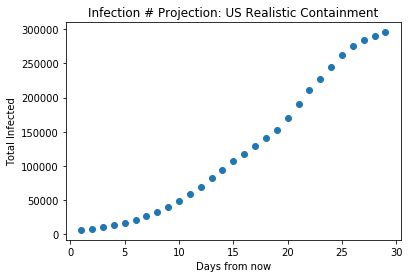 Infection # Projection: US Realistic Containment
300000
250000
200000
150000
100000
50000
0
Total Infected
0 5 10 15 20 25 30
Days from now